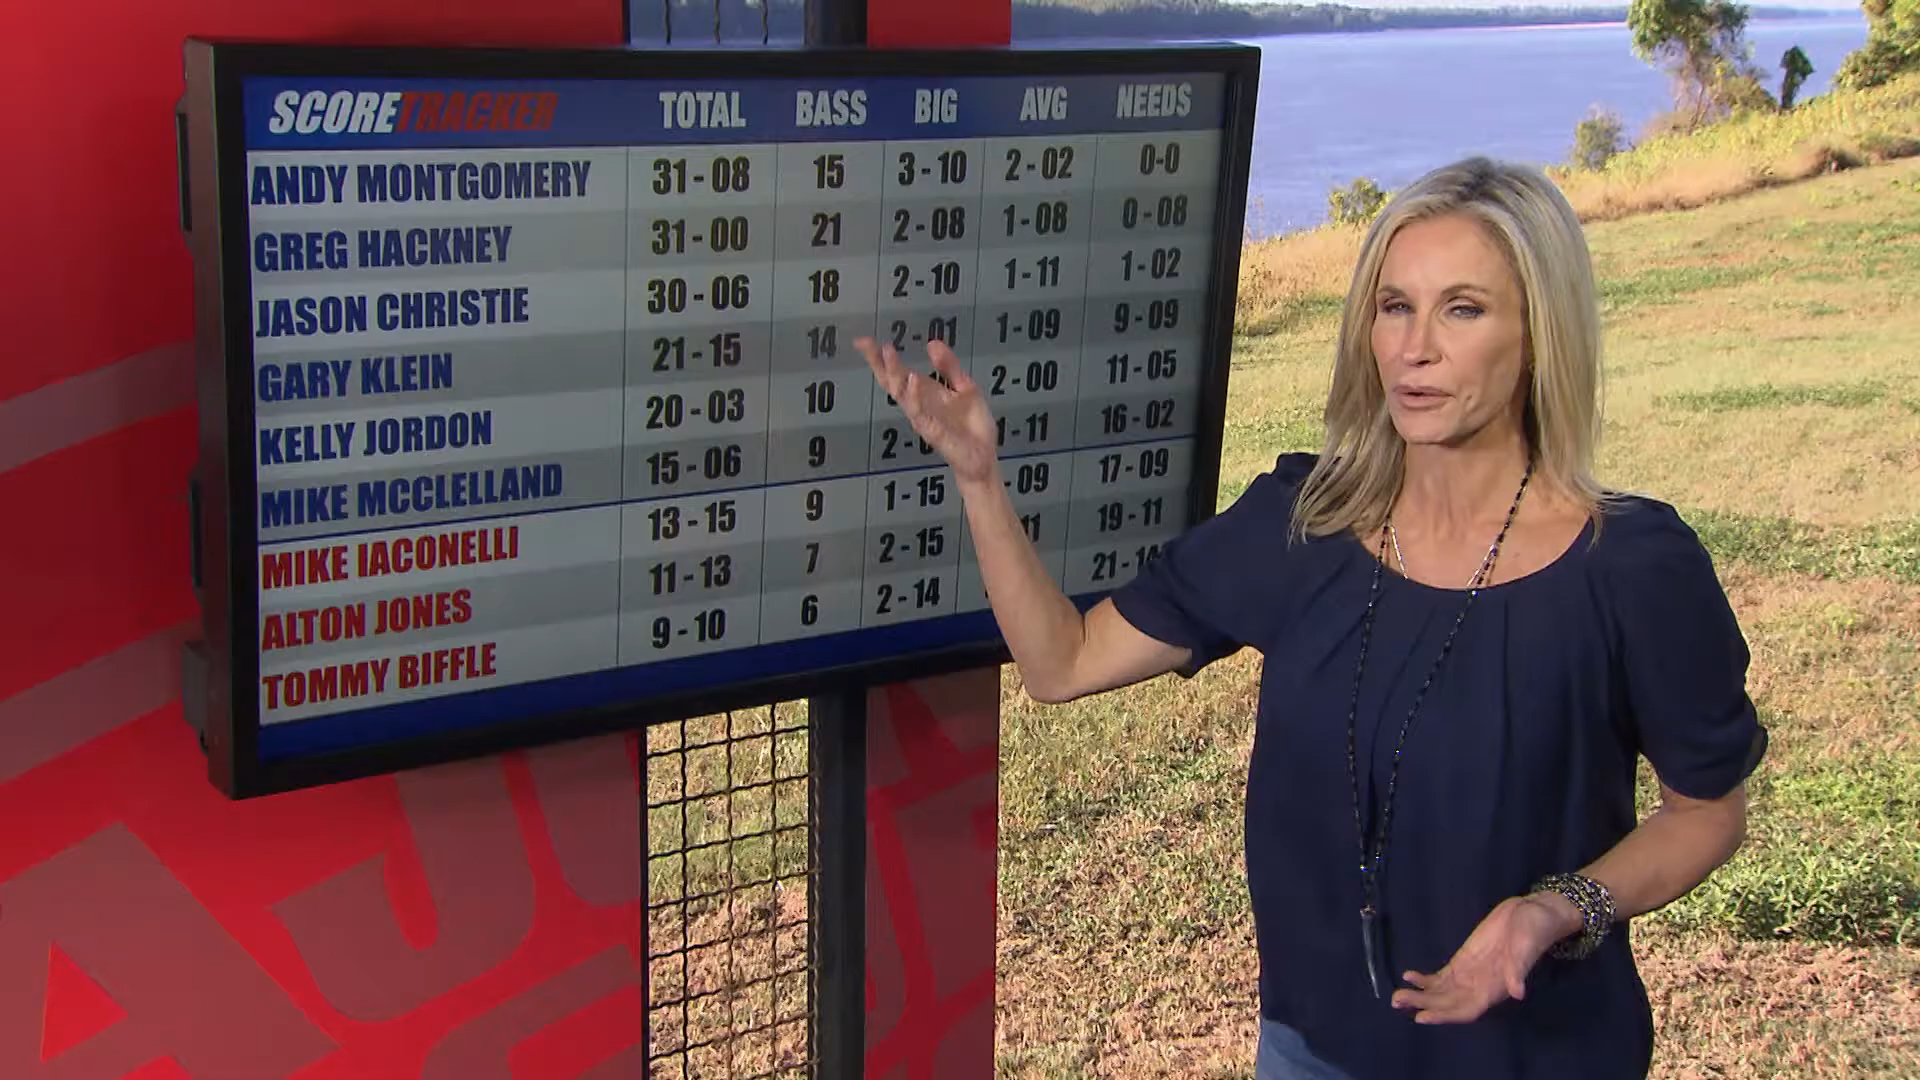 SCORETRACKER TOTAL BASS BIG AVG NEEDS
ANDY MONTGOMERY 31-08 15 3-10 2-02 0-0
GREG HACKNEY 31-00 21 2-08 1-08 0-08
JASON CHRISTIE 30-06 18 2-10 1-11 1-02
GARY KLEIN 21-15 14 2-01 1-09 9-09
KELLY JORDON 20-03 10 2-00 11-05
MIKE MCCLELLAND 15-06 9 16-02
MIKE IACONELLI 13-15 9 1-15 17-09
ALTON JONES 11-13 7 2-15 19-11
TOMMY BIFFLE 9-10 6 2-14